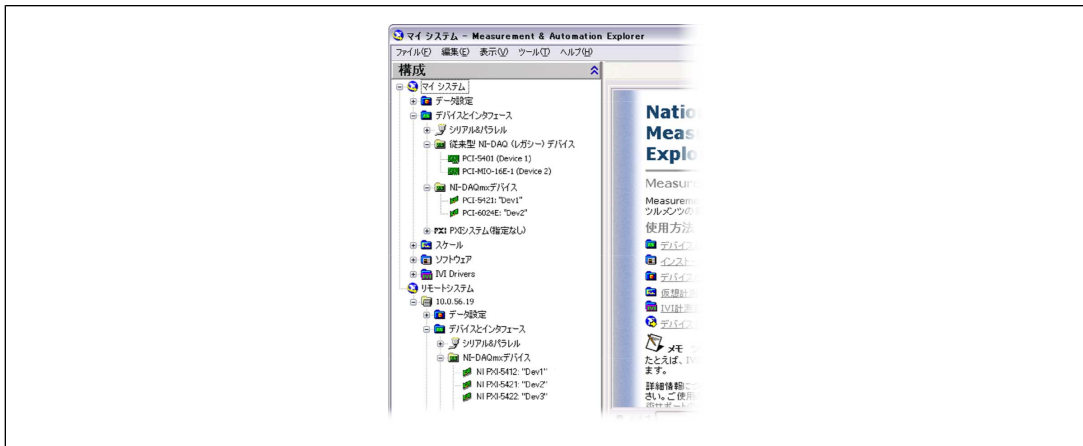 マイ システム - Measurement & Automation Explorer
ファイル(F) 編集(E) 表示(V) ツール(T) ヘルプ(H)
構成
マイ システム
データ設定
デバイスとインタフェース
シリアル&パラレル
従来型 NI-DAQ (レガシー) デバイス
PCI-5401 (Device 1)
PCI-MIO-16E-1 (Device 2)
NI-DAQmxデバイス
PCI-5421: "Dev1"
PCI-6024E: "Dev2"
PXI PXIシステム(指定なし)
スケール
ソフトウェア
IVI Drivers
リモートシステム
10.0.56.19
データ設定
デバイスとインタフェース
シリアル&パラレル
NI-DAQmxデバイス
NI PXI-5412: "Dev1"
NI PXI-5421: "Dev2"
NI PXI-5422: "Dev3"
Natio
Meas
Explo
Measur
Measurem
ツルメンツの
使用方法
デバイス
インスト
デバイス
仮想計
IVI計測
デバイス
メモ
たとえば、IV
ます。
詳細情報に
さい。ご使用